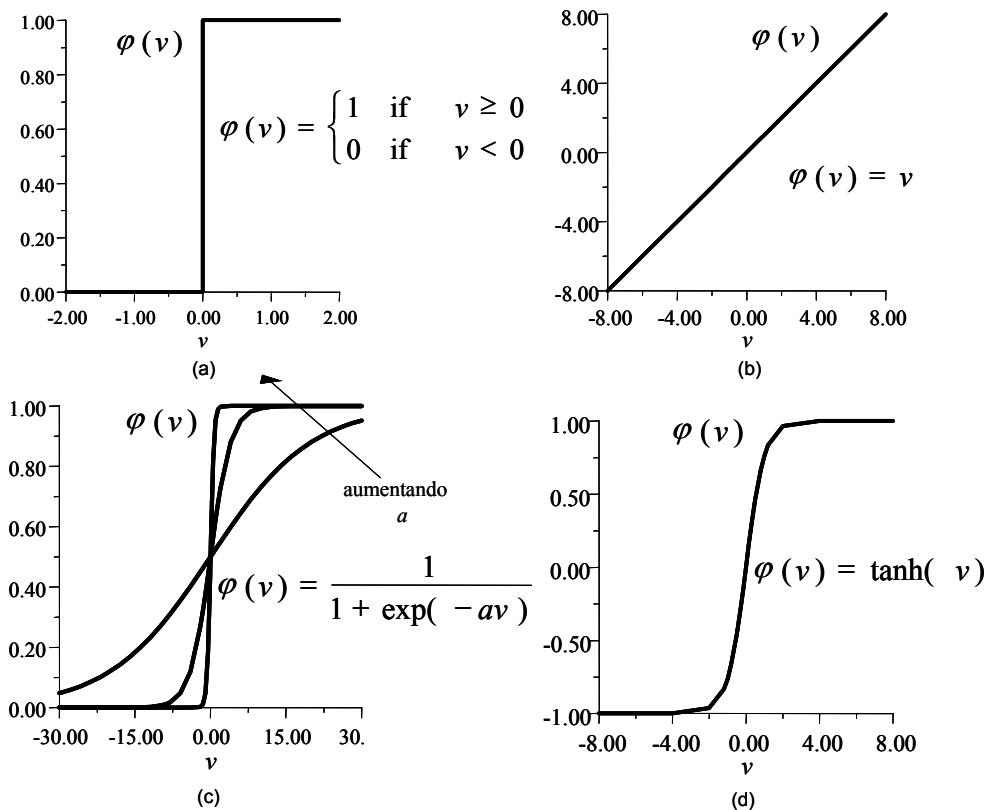 1.00
0.80
0.60
0.40
0.20
0.00
-2.00 -1.00 0.00 1.00 2.00
v
φ(v)
φ(v) = {1 if v ≥ 0
0 if v < 0
(a)
8.00
4.00
0.00
-4.00
-8.00
-8.00 -4.00 0.00 4.00 8.00
v
φ(v)
φ(v) = v
(b)
1.00
0.80
0.60
0.40
0.20
0.00
-30.00 -15.00 0.00 15.00 30.
v
φ(v)
aumentando
a
φ(v) = 1 / 1 + exp( -av)
(c)
1.00
0.50
0.00
-0.50
-1.00
-8.00 -4.00 0.00 4.00 8.00
v
φ(v)
φ(v) = tanh( v)
(d)